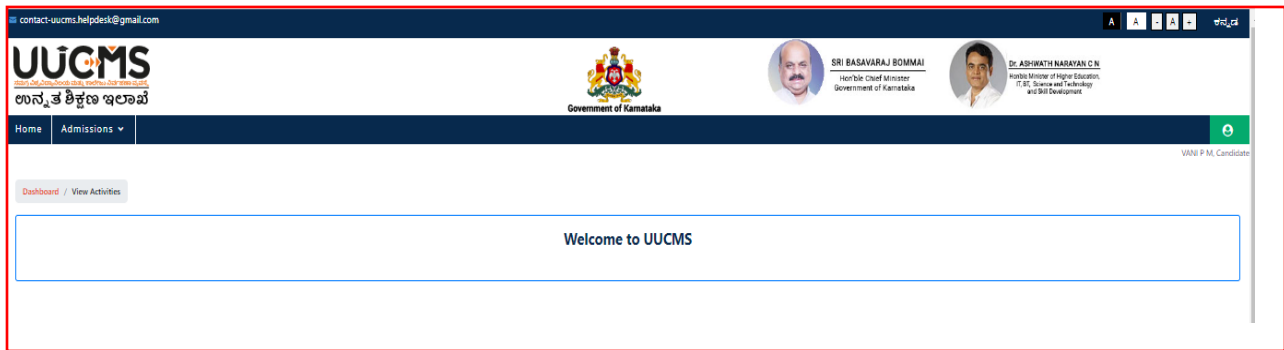 contact-uucms.helpdesk@gmail.com
A A - A + ಕನ್ನಡ
UUCMS
ಉನ್ನತ ಶಿಕ್ಷಣ ಇಲಾಖೆ
Government of Karnataka
SRI BASAVARAJ BOMMAI
Hon'ble Chief Minister
Government of Karnataka
Dr. ASHWATH NARAYAN C N
Hon'ble Minister of Higher Education,
IT, BT, Science and Technology
and Skill Development
Home Admissions
VANI P M, Candidate
Dashboard / View Activities
Welcome to UUCMS